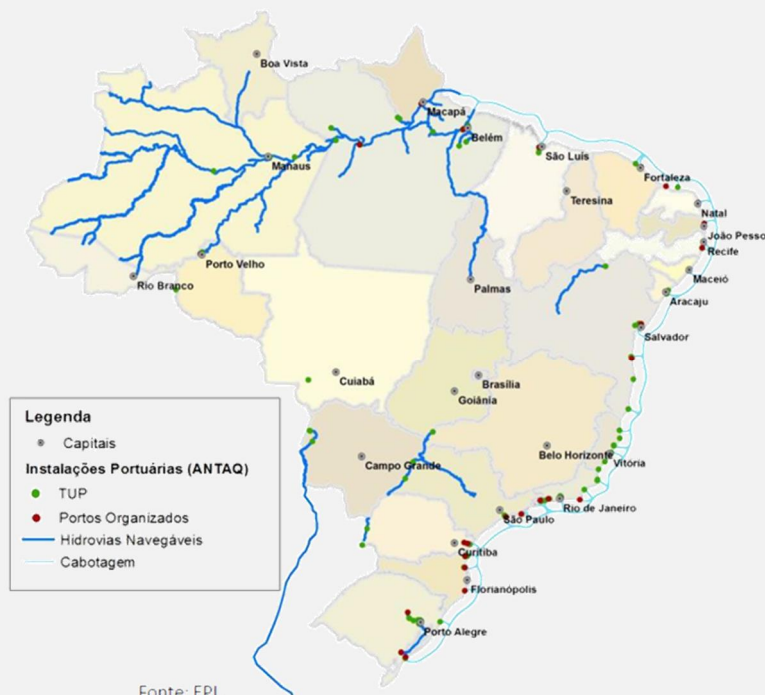 Boa Vista
Macapá
Belém
Manaus
São Luís
Fortaleza
Teresina
Natal
João Pesso
Recife
Porto Velho
Rio Branco
Palmas
Maceió
Aracaju
Salvador
Cuiabá
Brasília
Goiânia
Legenda
Capitais
Instalações Portuárias (ANTAQ)
TUP
Portos Organizados
Hidrovias Navegáveis
Cabotagem
Campo Grande
Belo Horizonte
Vitória
São Paulo
Rio de Janeiro
Curitiba
Florianópolis
Porto Alegre
Fonte: EPL